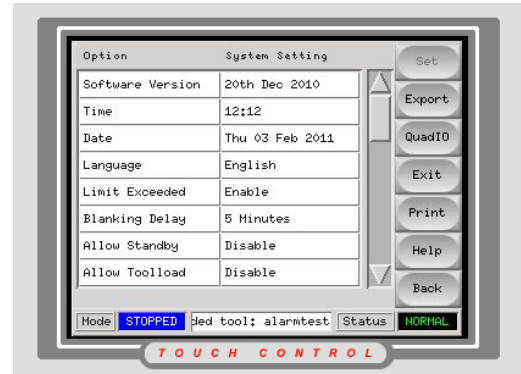 Option System Setting
Software Version 20th Dec 2010
Time 12:12
Date Thu 03 Feb 2011
Language English
Limit Exceeded Enable
Blanking Delay 5 Minutes
Allow Standby Disable
Allow Toolload Disable
Set
Export
QuadIO
Exit
Print
Help
Back
Mode STOPPED ded tool: alarmtest Status NORMAL
TOUCH CONTROL